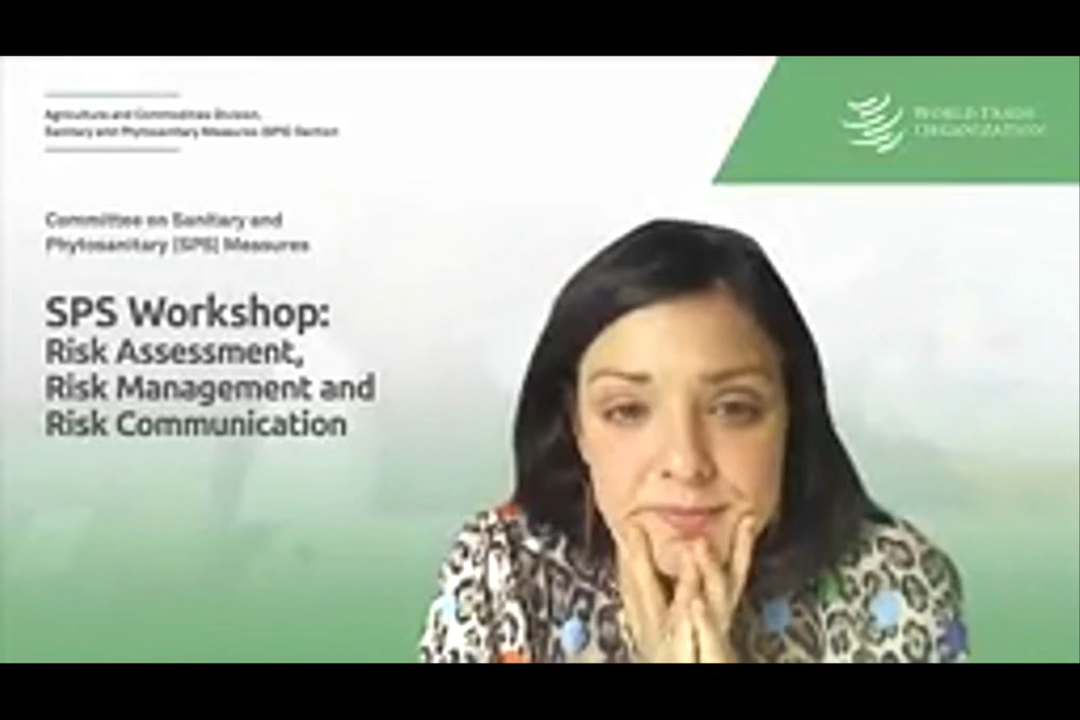 Agriculture and Commodities Division,
Sanitary and Phytosanitary Measures (SPS) Section
WORLD TRADE
ORGANIZATION
Committee on Sanitary and
Phytosanitary (SPS) Measures
SPS Workshop:
Risk Assessment,
Risk Management and
Risk Communication